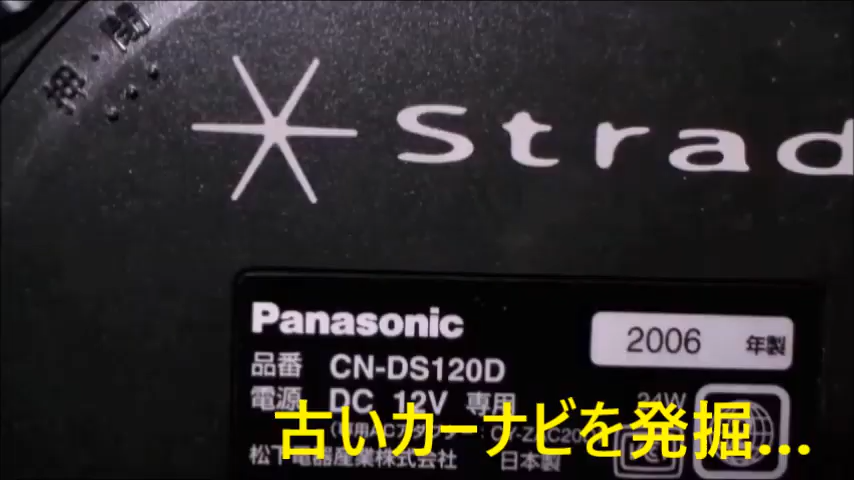 押・開
Strad
Panasonic
2006 年製
品番 CN-DS120D
電源 DC 12V 専用 24W
古いカーナビを発掘...
松下電器産業株式会社 日本製